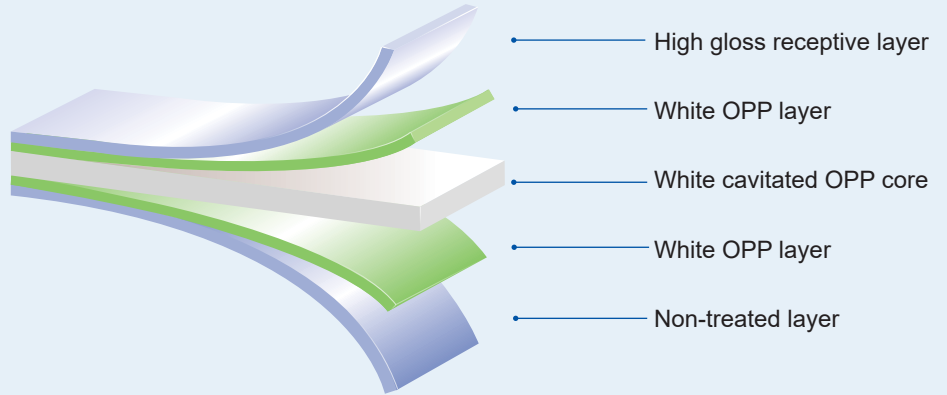 High gloss receptive layer
White OPP layer
White cavitated OPP core
White OPP layer
Non-treated layer